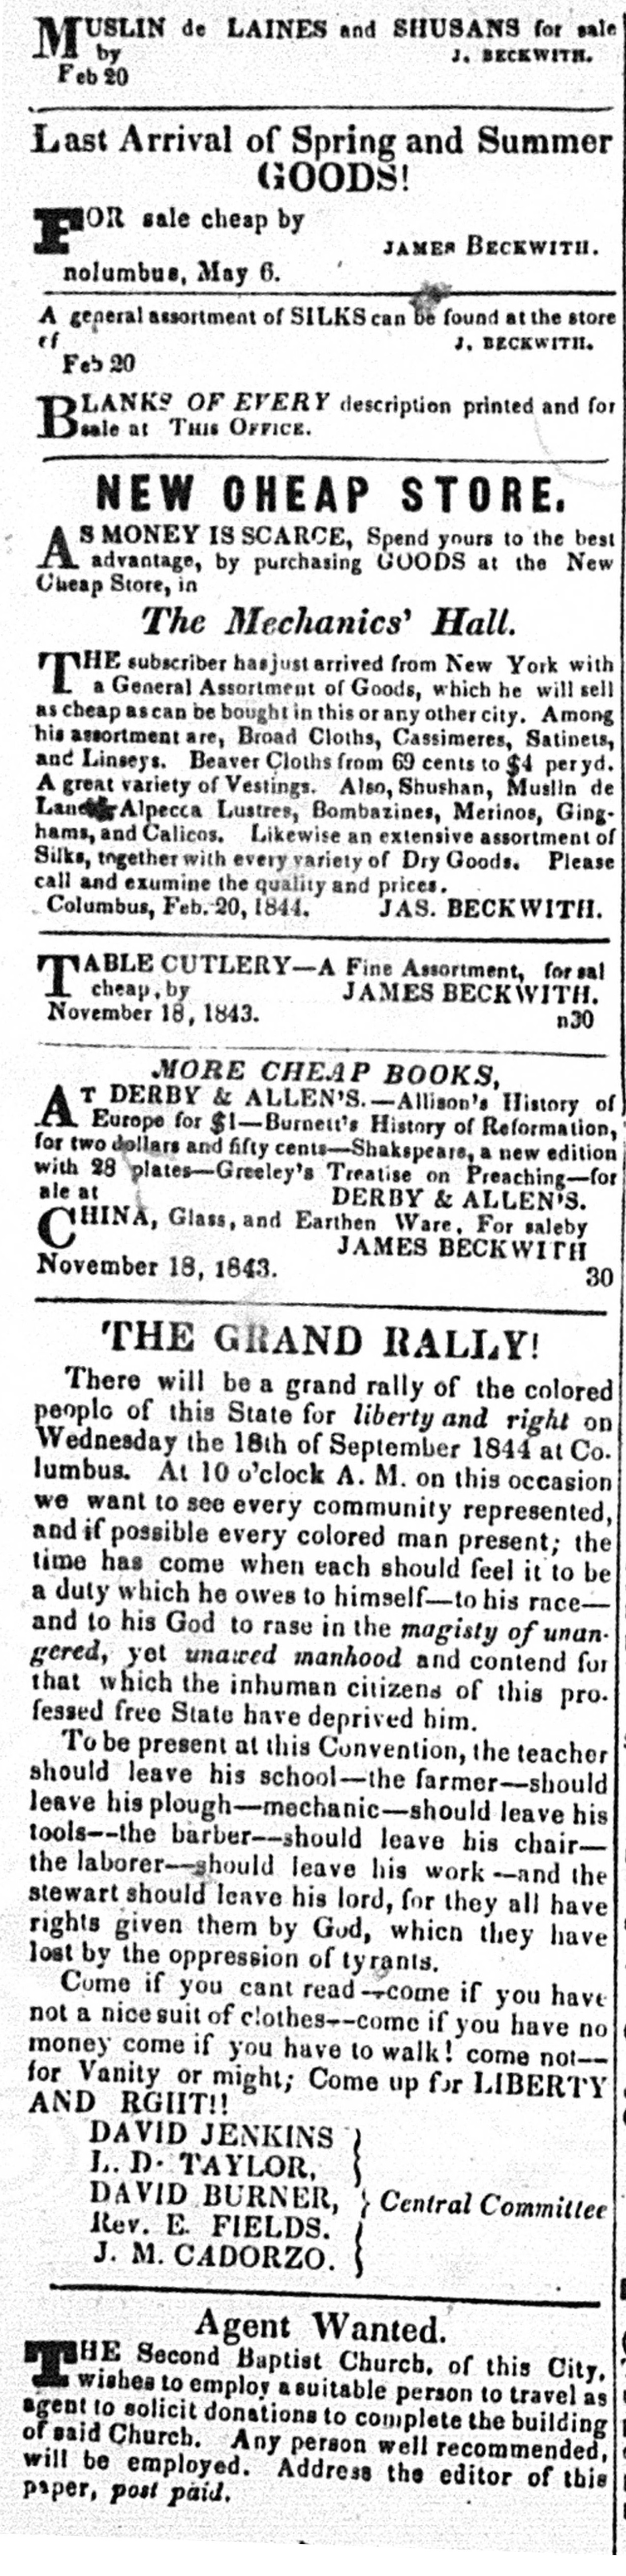 MUSLIN de LAINES and SHUSANS for sale
by J. BECKWITH.
Feb 20
Last Arrival of Spring and Summer
GOODS!
FOR sale cheap by
JAMES BECKWITH.
nolumbus, May 6.
A general assortment of SILKS can be found at the store
of J. BECKWITH.
Feb 20
BLANKS OF EVERY description printed and for
sale at THIS OFFICE.
NEW CHEAP STORE.
AS MONEY IS SCARCE, Spend yours to the best
advantage, by purchasing GOODS at the New
Cheap Store, in
The Mechanics' Hall.
THE subscriber has just arrived from New York with
a General Assortment of Goods, which he will sell
as cheap as can be bought in this or any other city. Among
his assortment are, Broad Cloths, Cassimeres, Satinets,
and Linseys. Beaver Cloths from 69 cents to $4 per yd.
A great variety of Vestings. Also, Shushan, Muslin de
Alpecca Lustres, Bombazines, Merinos, Ging-
hams, and Calicos. Likewise an extensive assortment of
Silks, together with every variety of Dry Goods. Please
call and examine the quality and prices.
Columbus, Feb. 20, 1844. JAS. BECKWITH.
TABLE CUTLERY—A Fine Assortment, for sal
cheap, by JAMES BECKWITH.
November 18, 1843. n30
MORE CHEAP BOOKS,
AT DERBY & ALLEN'S.—Allison's History of
Europe for $1—Burnett's History of Reformation,
for two dollars and fifty cents—Shakspeare, a new edition
with 28 plates—Greeley's Treatise on Preaching—for
ale at DERBY & ALLEN'S.
CHINA, Glass, and Earthen Ware, For sale by
JAMES BECKWITH
November 18, 1843. 30
THE GRAND RALLY!
There will be a grand rally of the colored
people of this State for liberty and right on
Wednesday the 18th of September 1844 at Co-
lumbus. At 10 o'clock A. M. on this occasion
we want to see every community represented,
and if possible every colored man present; the
time has come when each should feel it to be
a duty which he owes to himself—to his race—
and to his God to rase in the magisty of unan-
gered, yet unawed manhood and contend for
that which the inhuman citizens of this pro-
fessed free State have deprived him.
To be present at this Convention, the teacher
should leave his school—the farmer—should
leave his plough—mechanic—should leave his
tools—the barber—should leave his chair—
the laborer—should leave his work—and the
stewart should leave his lord, for they all have
rights given them by God, which they have
lost by the oppression of tyrants.
Come if you cant read—come if you have
not a nice suit of clothes—come if you have no
money come if you have to walk! come not—
for Vanity or might; Come up for LIBERTY
AND RGIIT!!
DAVID JENKINS
L. D. TAYLOR,
DAVID BURNER, } Central Committee
Rev. E. FIELDS.
J. M. CADORZO.
Agent Wanted.
THE Second Baptist Church, of this City,
wishes to employ a suitable person to travel as
agent to solicit donations to complete the building
of said Church. Any person well recommended,
will be employed. Address the editor of this
paper, post paid.